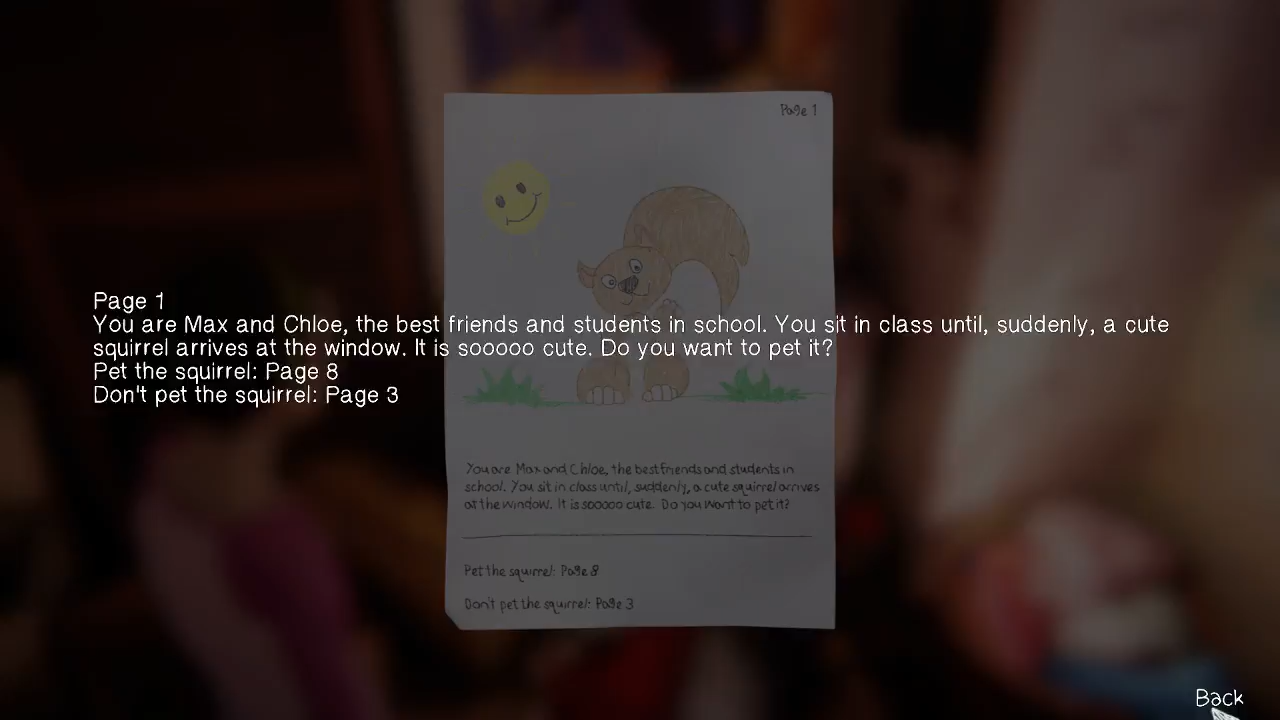 Page 1
Page 1
You are Max and Chloe, the best friends and students in school. You sit in class until, suddenly, a cute
squirrel arrives at the window. It is sooooo cute. Do you want to pet it?
Pet the squirrel: Page 8
Don't pet the squirrel: Page 3
You are Max and Chloe, the best friends and students in
school. You sit in class until, suddenly, a cute squirrel arrives
at the window. It is sooooo cute. Do you want to pet it?
Pet the squirrel: Page 8
Don't pet the squirrel: Page 3
Back